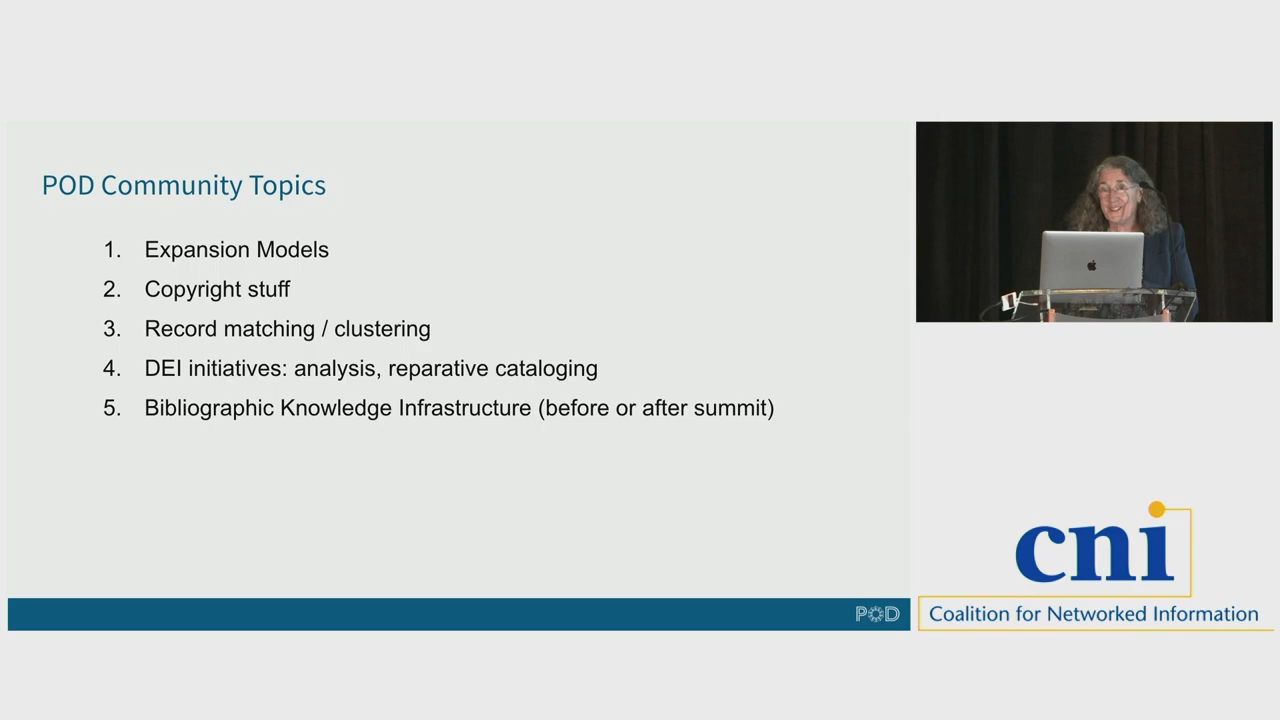 POD Community Topics
1. Expansion Models
2. Copyright stuff
3. Record matching / clustering
4. DEI initiatives: analysis, reparative cataloging
5. Bibliographic Knowledge Infrastructure (before or after summit)
POD
cni
Coalition for Networked Information